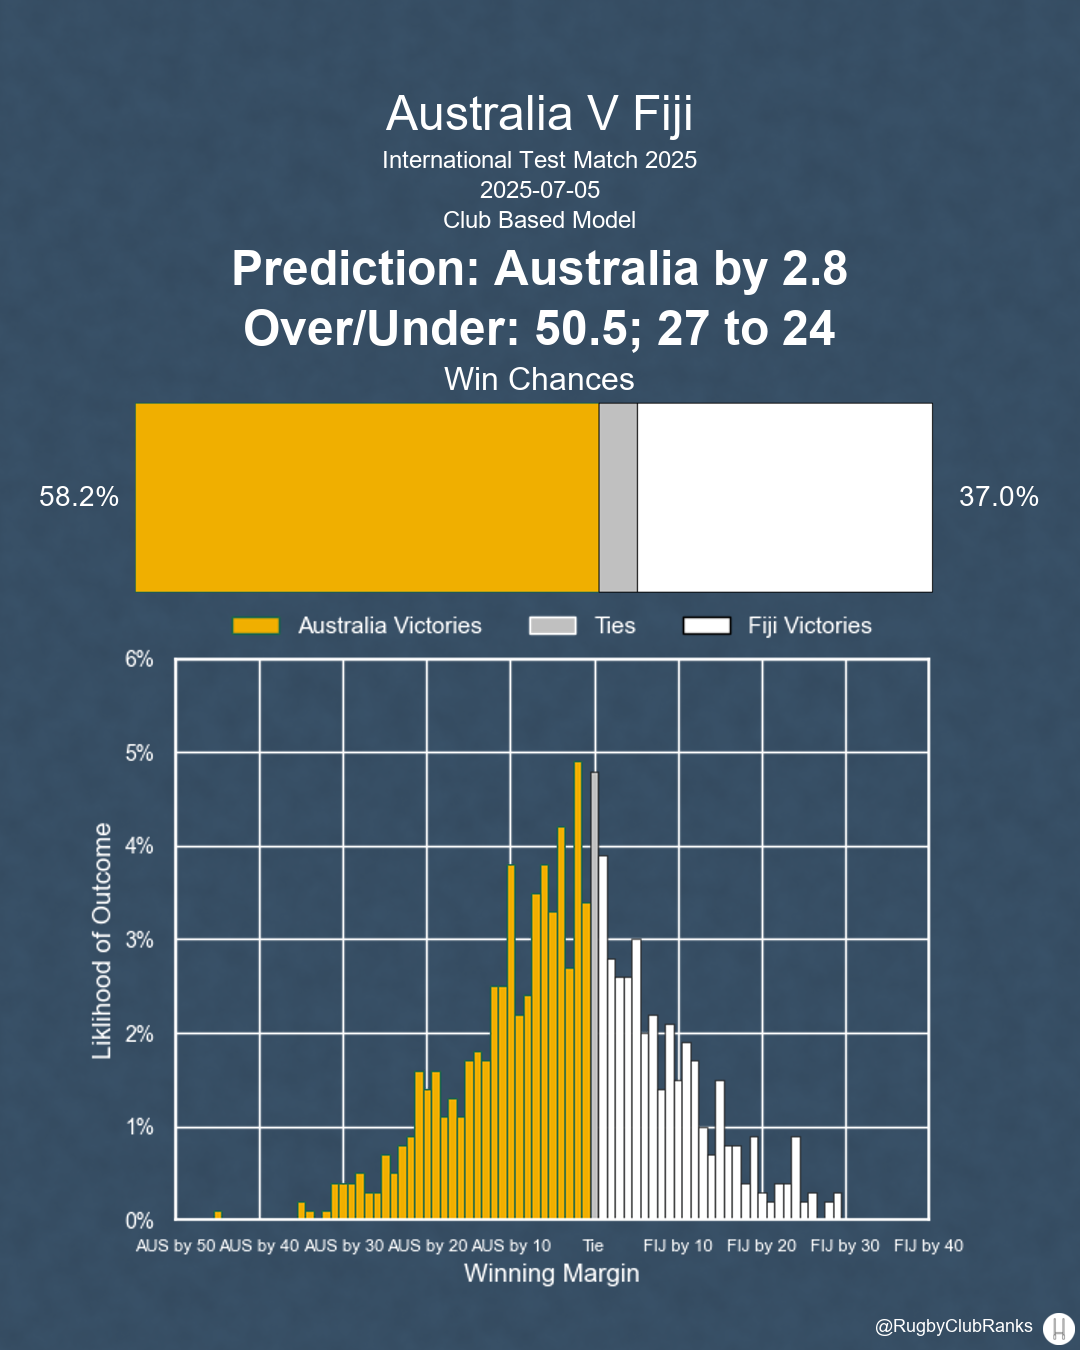 Australia V Fiji
International Test Match 2025
2025-07-05
Club Based Model
Prediction: Australia by 2.8
Over/Under: 50.5; 27 to 24
Win Chances
58.2%
37.0%
Australia Victories Ties Fiji Victories
6%
5%
4%
3%
2%
1%
0%
Liklihood of Outcome
AUS by 50 AUS by 40 AUS by 30 AUS by 20 AUS by 10 Tie FIJ by 10 FIJ by 20 FIJ by 30 FIJ by 40
Winning Margin
@RugbyClubRanks